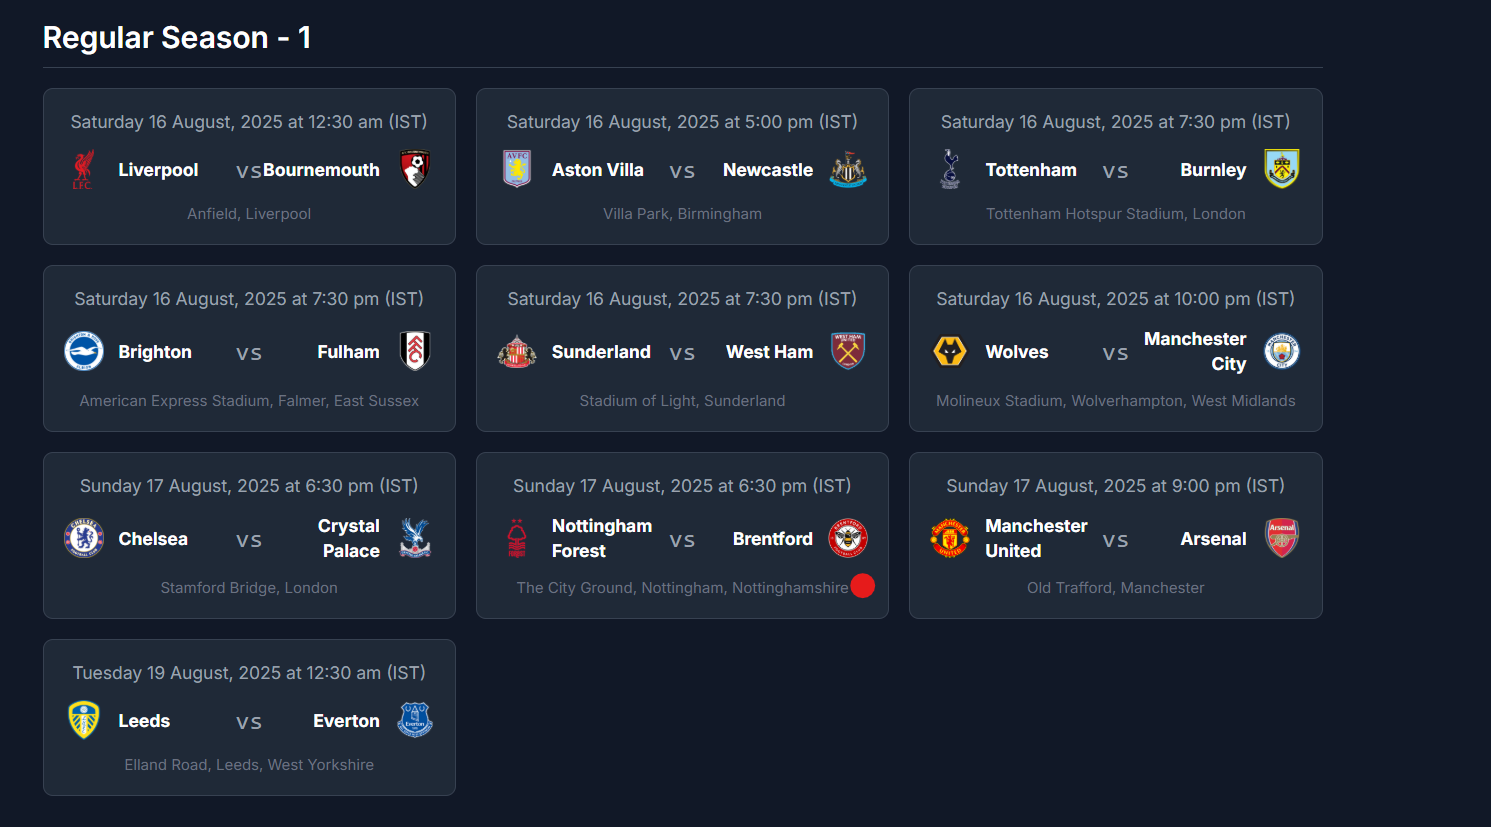 Regular Season - 1
Saturday 16 August, 2025 at 12:30 am (IST)
LFC
Liverpool
vs
Bournemouth
Anfield, Liverpool
Saturday 16 August, 2025 at 5:00 pm (IST)
AVFC
Aston Villa
vs
Newcastle
Villa Park, Birmingham
Saturday 16 August, 2025 at 7:30 pm (IST)
Tottenham
vs
Burnley
Tottenham Hotspur Stadium, London
Saturday 16 August, 2025 at 7:30 pm (IST)
Brighton
vs
Fulham
American Express Stadium, Falmer, East Sussex
Saturday 16 August, 2025 at 7:30 pm (IST)
Sunderland
vs
West Ham
Stadium of Light, Sunderland
Saturday 16 August, 2025 at 10:00 pm (IST)
Wolves
vs
Manchester
City
Molineux Stadium, Wolverhampton, West Midlands
Sunday 17 August, 2025 at 6:30 pm (IST)
CHELSEA
Chelsea
vs
Crystal
Palace
Stamford Bridge, London
Sunday 17 August, 2025 at 6:30 pm (IST)
Nottingham
Forest
vs
Brentford
BRENTFORD
The City Ground, Nottingham, Nottinghamshire
Sunday 17 August, 2025 at 9:00 pm (IST)
MANCHESTER
UNITED
Manchester
United
vs
Arsenal
Arsenal
Old Trafford, Manchester
Tuesday 19 August, 2025 at 12:30 am (IST)
Leeds
vs
Everton
Everton
Elland Road, Leeds, West Yorkshire